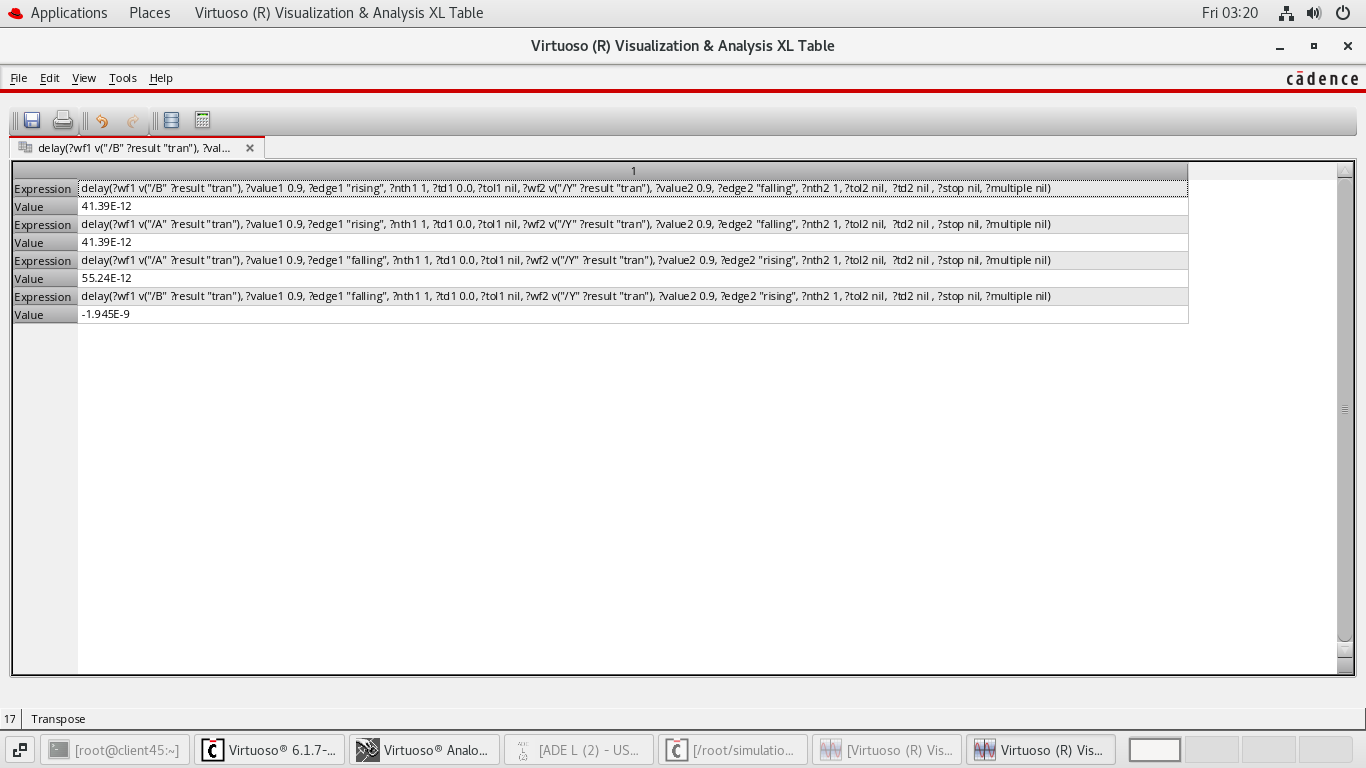 Applications Places Virtuoso (R) Visualization & Analysis XL Table Fri 03:20
Virtuoso (R) Visualization & Analysis XL Table
File Edit View Tools Help cādence
delay(?wf1 v("/B" ?result "tran"), ?val...
1
Expression delay(?wf1 v("/B" ?result "tran"), ?value1 0.9, ?edge1 "rising", ?nth1 1, ?td1 0.0, ?tol1 nil, ?wf2 v("/Y" ?result "tran"), ?value2 0.9, ?edge2 "falling", ?nth2 1, ?tol2 nil, ?td2 nil , ?stop nil, ?multiple nil)
Value 41.39E-12
Expression delay(?wf1 v("/A" ?result "tran"), ?value1 0.9, ?edge1 "rising", ?nth1 1, ?td1 0.0, ?tol1 nil, ?wf2 v("/Y" ?result "tran"), ?value2 0.9, ?edge2 "falling", ?nth2 1, ?tol2 nil, ?td2 nil , ?stop nil, ?multiple nil)
Value 41.39E-12
Expression delay(?wf1 v("/A" ?result "tran"), ?value1 0.9, ?edge1 "falling", ?nth1 1, ?td1 0.0, ?tol1 nil, ?wf2 v("/Y" ?result "tran"), ?value2 0.9, ?edge2 "rising", ?nth2 1, ?tol2 nil, ?td2 nil , ?stop nil, ?multiple nil)
Value 55.24E-12
Expression delay(?wf1 v("/B" ?result "tran"), ?value1 0.9, ?edge1 "falling", ?nth1 1, ?td1 0.0, ?tol1 nil, ?wf2 v("/Y" ?result "tran"), ?value2 0.9, ?edge2 "rising", ?nth2 1, ?tol2 nil, ?td2 nil , ?stop nil, ?multiple nil)
Value -1.945E-9
17 Transpose
[root@client45:~] Virtuoso® 6.1.7-... Virtuoso® Analo... [ADE L (2) - US... [/root/simulatio... [Virtuoso (R) Vis... Virtuoso (R) Vis...